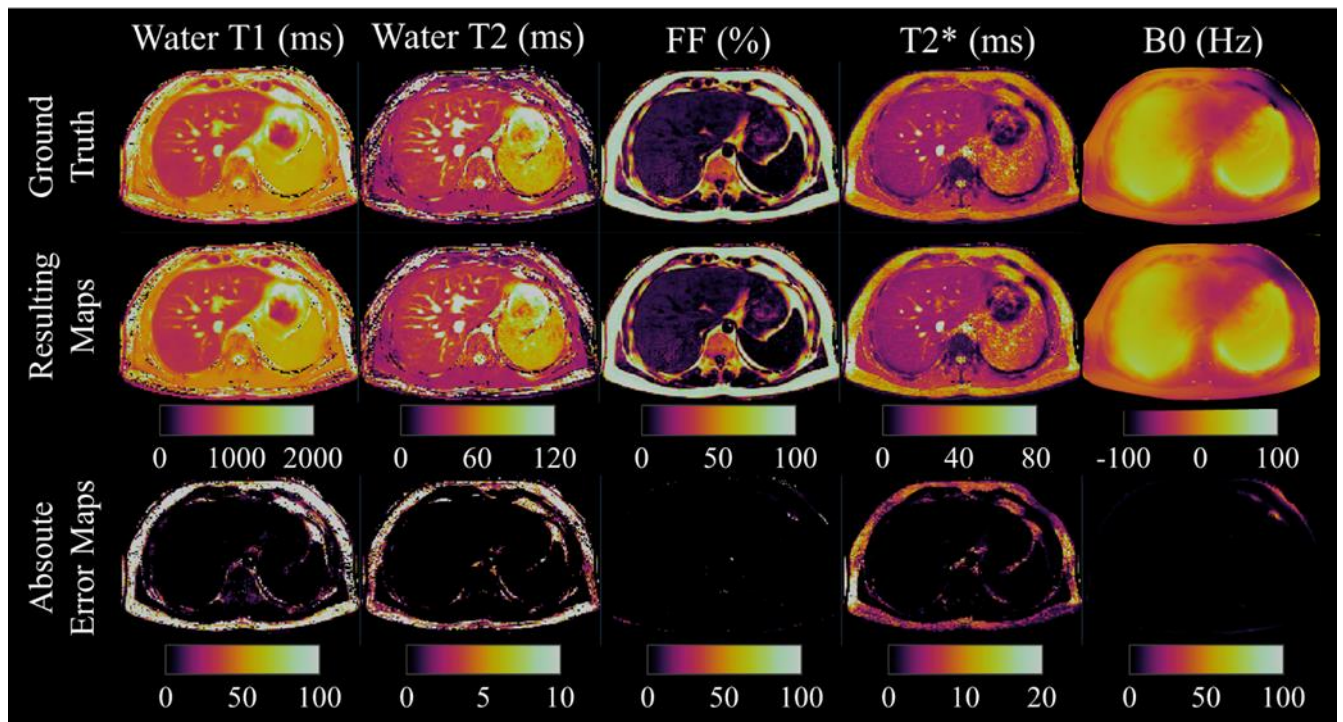 Water T1 (ms) Water T2 (ms) FF (%) T2* (ms) B0 (Hz)
Ground
Truth
Resulting
Maps
0 1000 2000 0 60 120 0 50 100 0 40 80 -100 0 100
Absoute
Error Maps
0 50 100 0 5 10 0 50 100 0 10 20 0 50 100